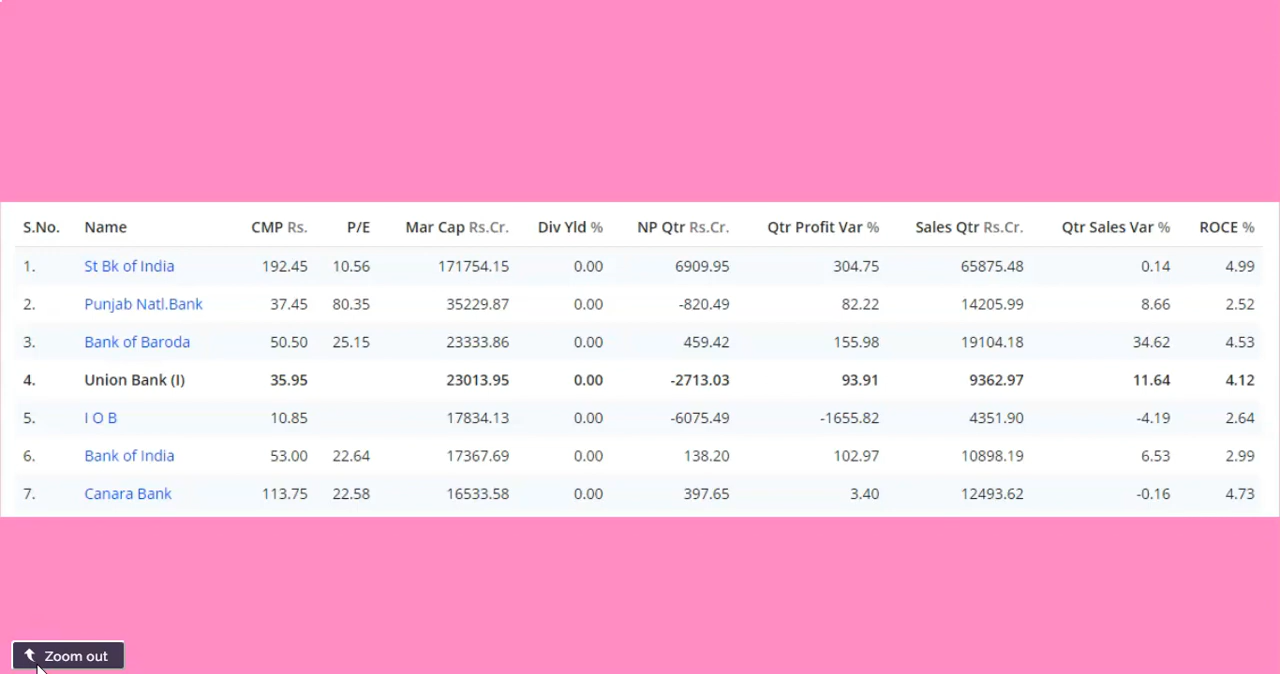 S.No. Name CMP Rs. P/E Mar Cap Rs.Cr. Div Yld % NP Qtr Rs.Cr. Qtr Profit Var % Sales Qtr Rs.Cr. Qtr Sales Var % ROCE %
1. St Bk of India 192.45 10.56 171754.15 0.00 6909.95 304.75 65875.48 0.14 4.99
2. Punjab Natl.Bank 37.45 80.35 35229.87 0.00 -820.49 82.22 14205.99 8.66 2.52
3. Bank of Baroda 50.50 25.15 23333.86 0.00 459.42 155.98 19104.18 34.62 4.53
4. Union Bank (I) 35.95 23013.95 0.00 -2713.03 93.91 9362.97 11.64 4.12
5. I O B 10.85 17834.13 0.00 -6075.49 -1655.82 4351.90 -4.19 2.64
6. Bank of India 53.00 22.64 17367.69 0.00 138.20 102.97 10898.19 6.53 2.99
7. Canara Bank 113.75 22.58 16533.58 0.00 397.65 3.40 12493.62 -0.16 4.73
Zoom out